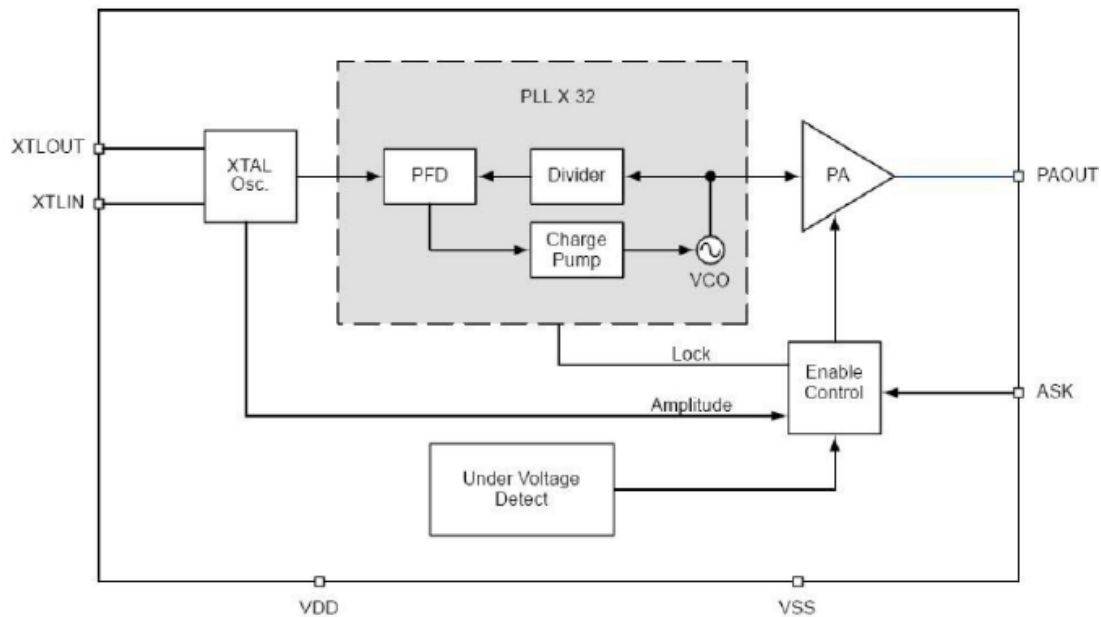 PLL X 32
XTLOUT
XTAL
Osc.
PFD
Divider
PA
PAOUT
XTLIN
Charge
Pump
VCO
Lock
Enable
Control
ASK
Amplitude
Under Voltage
Detect
VDD
VSS